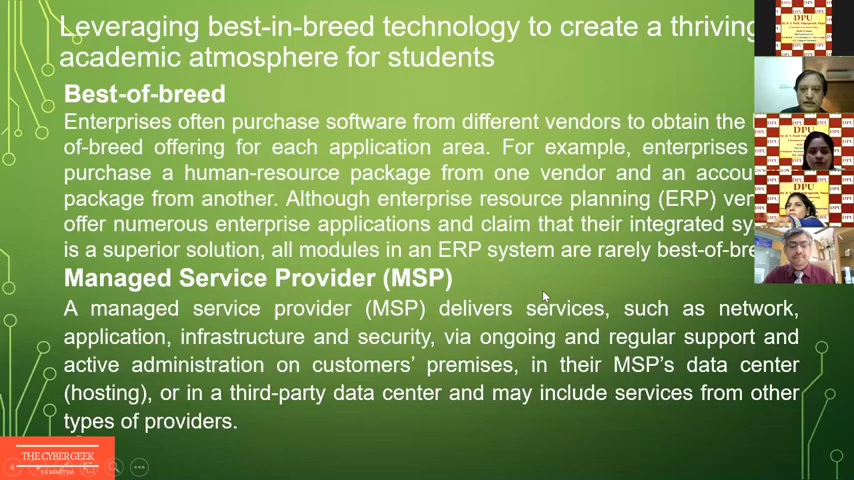 Leveraging best-in-breed technology to create a thriving
academic atmosphere for students
Best-of-breed
Enterprises often purchase software from different vendors to obtain the
of-breed offering for each application area. For example, enterprises
purchase a human-resource package from one vendor and an accou
package from another. Although enterprise resource planning (ERP) ven
offer numerous enterprise applications and claim that their integrated sy
is a superior solution, all modules in an ERP system are rarely best-of-bre
Managed Service Provider (MSP)
A managed service provider (MSP) delivers services, such as network,
application, infrastructure and security, via ongoing and regular support and
active administration on customers' premises, in their MSP's data center
(hosting), or in a third-party data center and may include services from other
types of providers.
THE CYBERGEEK
SS MANTHA
DPU
DPU
DPU